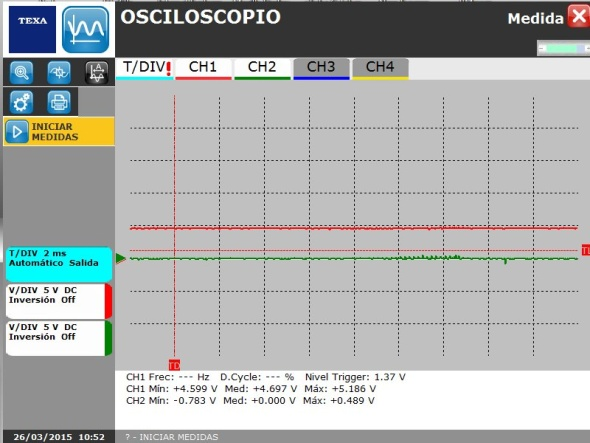 TEXA
OSCILOSCOPIO
Medida
T/DIV! CH1 CH2 CH3 CH4
INICIAR
MEDIDAS
T/DIV 2 ms
Automático Salida
V/DIV 5 V DC
Inversión Off
V/DIV 5 V DC
Inversión Off
TD
TD
CH1 Frec: --- Hz D.Cycle: --- % Nivel Trigger: 1.37 V
CH1 Mín: +4.599 V Med: +4.697 V Máx: +5.186 V
CH2 Mín: -0.783 V Med: +0.000 V Máx: +0.489 V
26/03/2015 10:52
? - INICIAR MEDIDAS